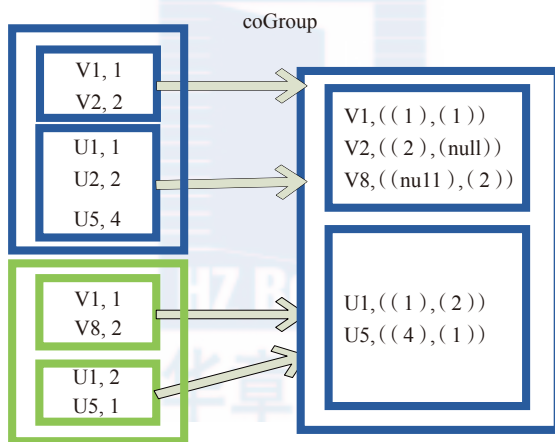 coGroup
V1, 1
V2, 2
U1, 1
U2, 2
U5, 4
V1, 1
V8, 2
U1, 2
U5, 1
V1,((1),(1))
V2,((2),(null))
V8,((nu11),(2))
U1,((1),(2))
U5,((4),(1))